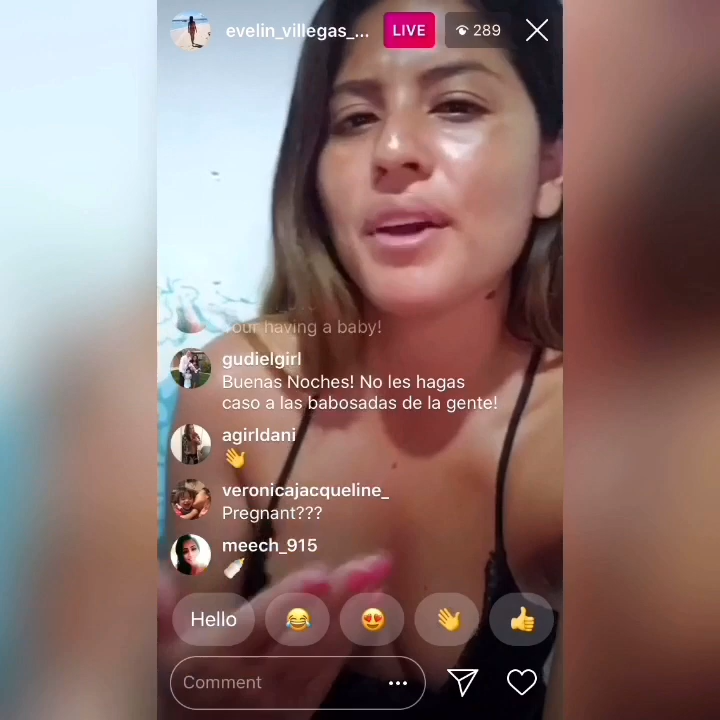 evelin_villegas_...
LIVE
289
Your having a baby!
gudielgirl
Buenas Noches! No les hagas
caso a las babosadas de la gente!
agirldani
👋
veronicajacqueline_
Pregnant???
meech_915
🍼
Hello 😂 😍 👋 👍
Comment